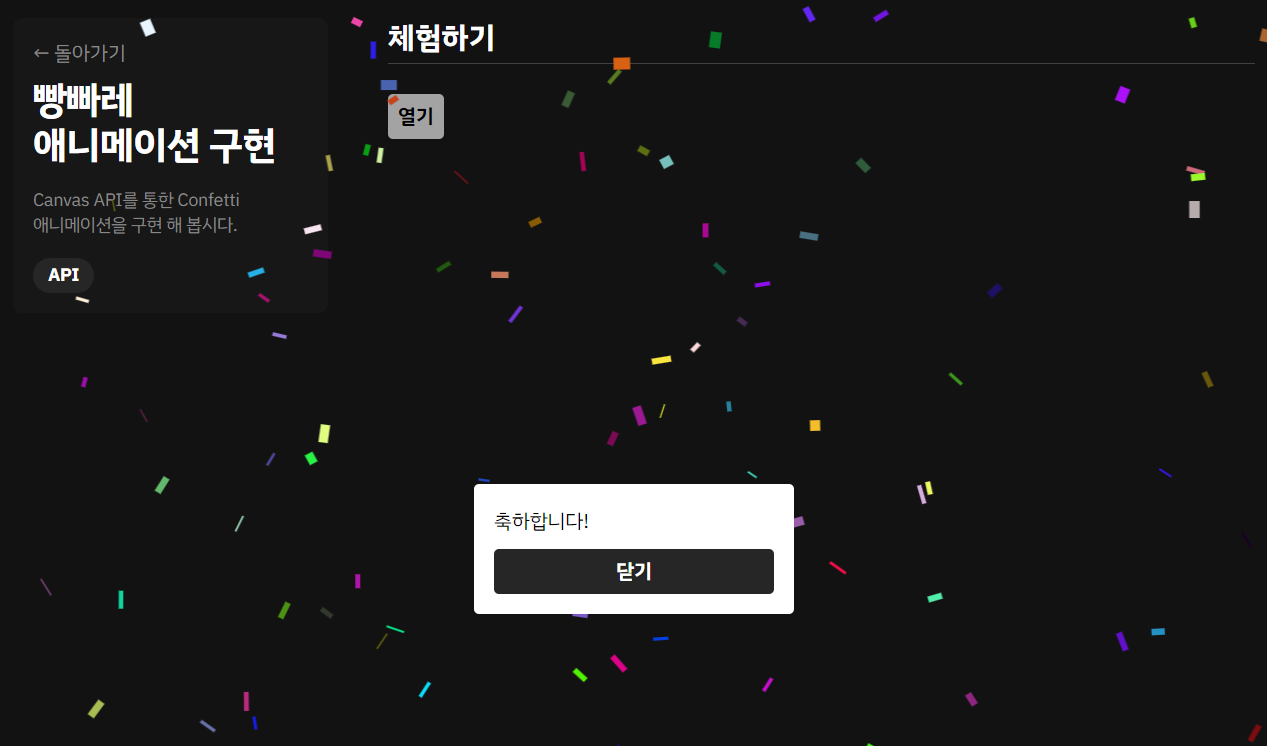 ← 돌아가기
빵빠레
애니메이션 구현
Canvas API를 통한 Confetti
애니메이션을 구현 해 봅시다.
API
체험하기
열기
축하합니다!
닫기